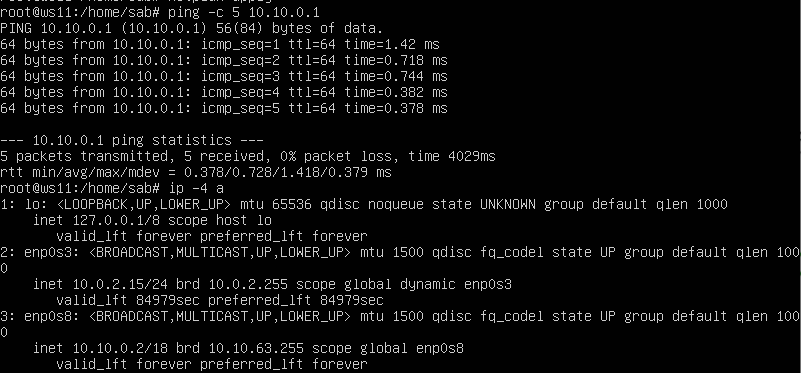 root@ws11:/home/sab# ping -c 5 10.10.0.1
PING 10.10.0.1 (10.10.0.1) 56(84) bytes of data.
64 bytes from 10.10.0.1: icmp_seq=1 ttl=64 time=1.42 ms
64 bytes from 10.10.0.1: icmp_seq=2 ttl=64 time=0.718 ms
64 bytes from 10.10.0.1: icmp_seq=3 ttl=64 time=0.744 ms
64 bytes from 10.10.0.1: icmp_seq=4 ttl=64 time=0.382 ms
64 bytes from 10.10.0.1: icmp_seq=5 ttl=64 time=0.378 ms
--- 10.10.0.1 ping statistics ---
5 packets transmitted, 5 received, 0% packet loss, time 4029ms
rtt min/avg/max/mdev = 0.378/0.728/1.418/0.379 ms
root@ws11:/home/sab# ip -4 a
1: lo: <LOOPBACK,UP,LOWER_UP> mtu 65536 qdisc noqueue state UNKNOWN group default qlen 1000
    inet 127.0.0.1/8 scope host lo
       valid_lft forever preferred_lft forever
2: enp0s3: <BROADCAST,MULTICAST,UP,LOWER_UP> mtu 1500 qdisc fq_codel state UP group default qlen 100
0
    inet 10.0.2.15/24 brd 10.0.2.255 scope global dynamic enp0s3
       valid_lft 84979sec preferred_lft 84979sec
3: enp0s8: <BROADCAST,MULTICAST,UP,LOWER_UP> mtu 1500 qdisc fq_codel state UP group default qlen 100
0
    inet 10.10.0.2/18 brd 10.10.63.255 scope global enp0s8
       valid_lft forever preferred_lft forever